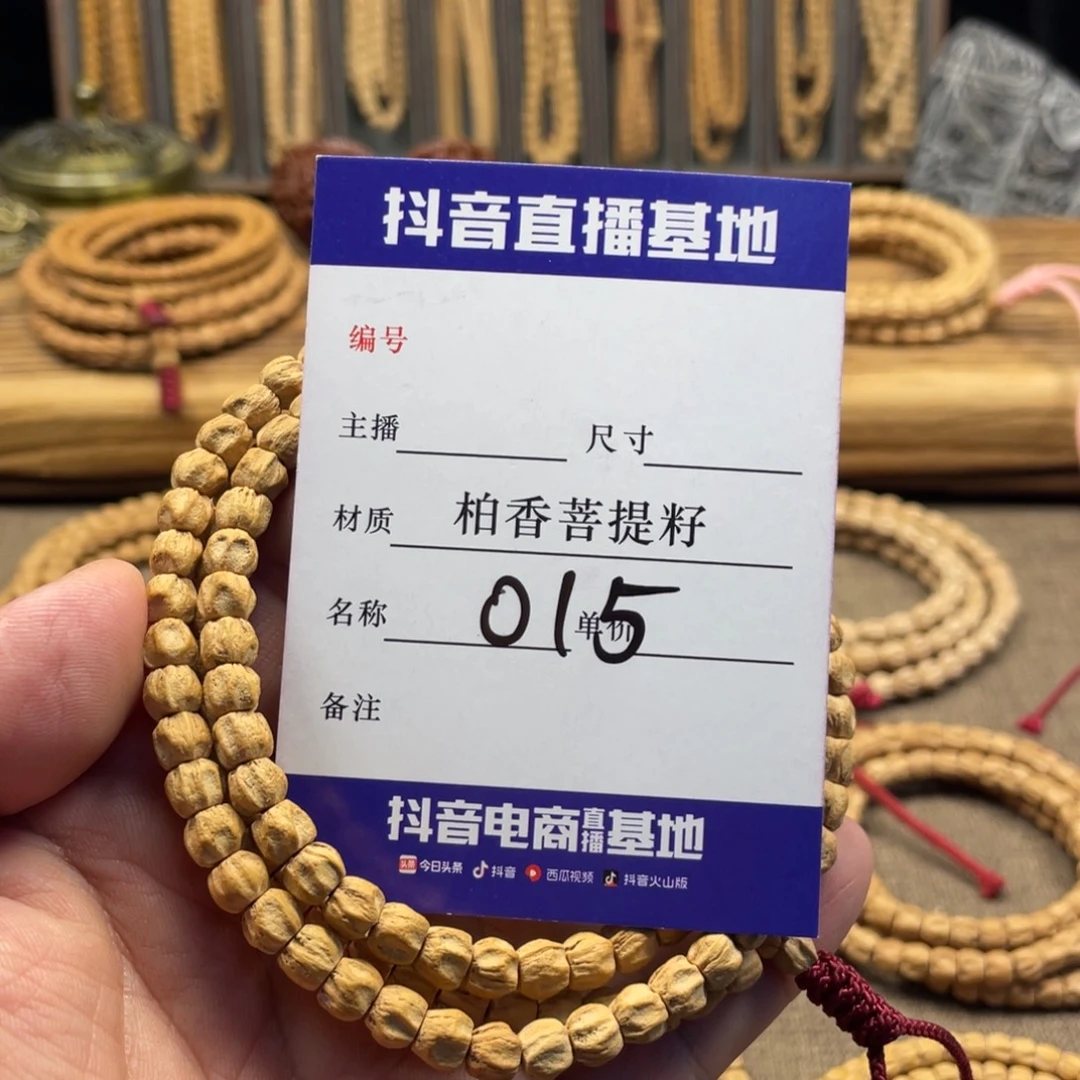 抖音直播基地
编号
主播 尺寸
材质 柏香菩提籽
名称 015 单价
备注
抖音电商直播基地
头条 今日头条 抖音 西瓜视频 抖音火山版